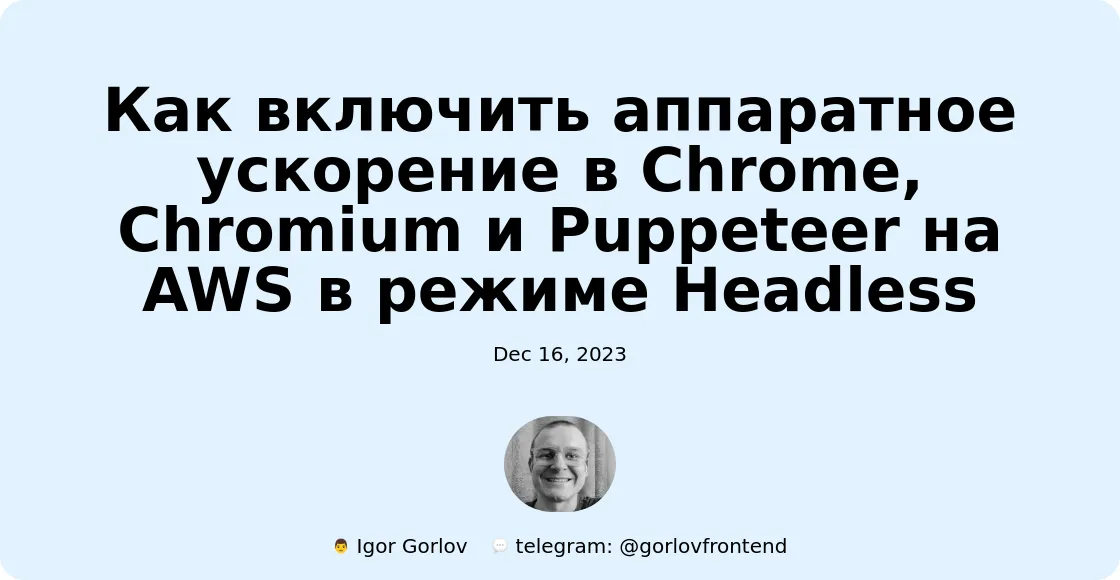 Как включить аппаратное
ускорение в Chrome,
Chromium и Puppeteer на
AWS в режиме Headless
Dec 16, 2023
👨 Igor Gorlov 💬 telegram: @gorlovfrontend